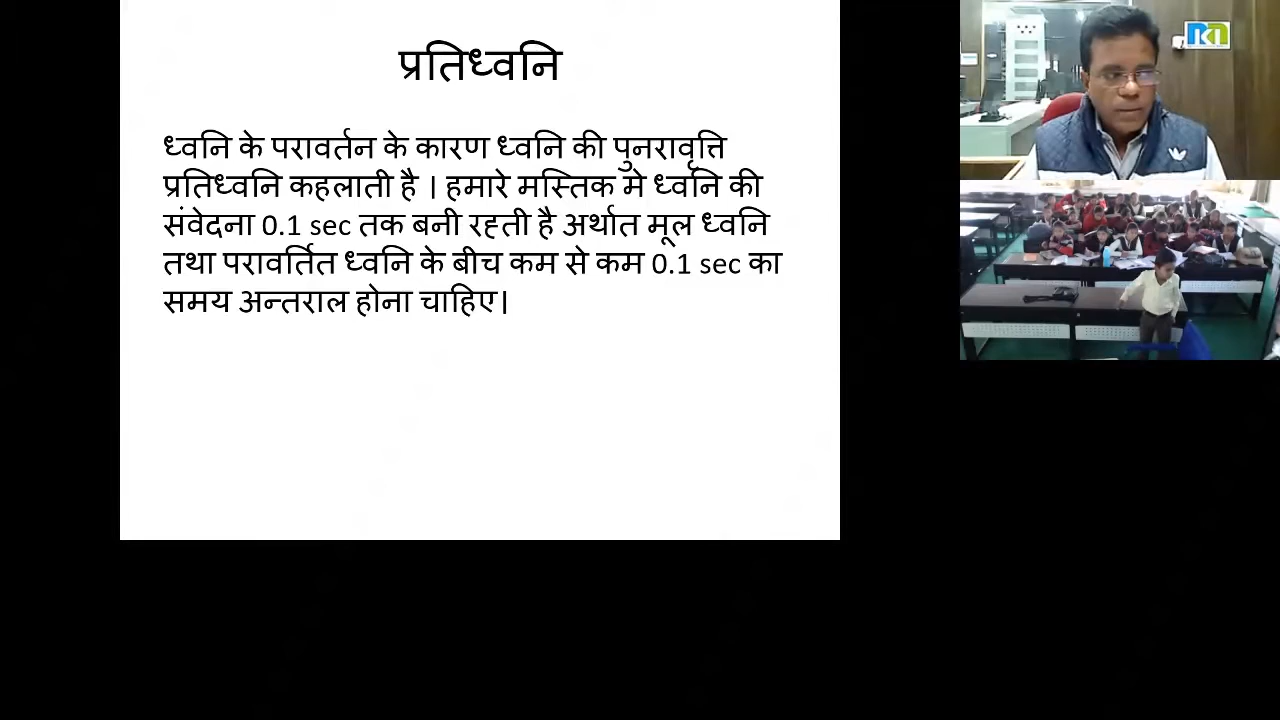 प्रतिध्वनि
ध्वनि के परावर्तन के कारण ध्वनि की पुनरावृत्ति
प्रतिध्वनि कहलाती है | हमारे मस्तिक मे ध्वनि की
संवेदना 0.1 sec तक बनी रह्ती है अर्थात मूल ध्वनि
तथा परावर्तित ध्वनि के बीच कम से कम 0.1 sec का
समय अन्तराल होना चाहिए|